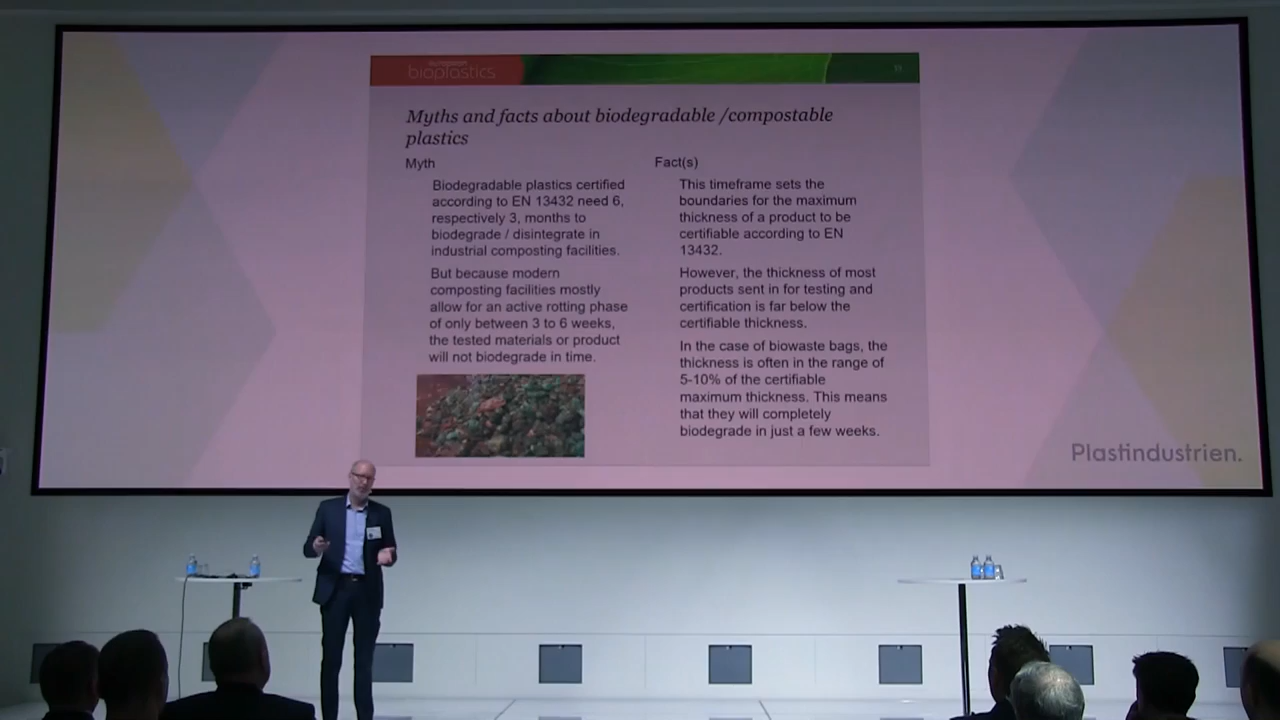 bioplastics
Myths and facts about biodegradable /compostable
plastics
Myth
Biodegradable plastics certified
according to EN 13432 need 6,
respectively 3, months to
biodegrade / disintegrate in
industrial composting facilities.
But because modern
composting facilities mostly
allow for an active rotting phase
of only between 3 to 6 weeks,
the tested materials or product
will not biodegrade in time.
Fact(s)
This timeframe sets the
boundaries for the maximum
thickness of a product to be
certifiable according to EN
13432.
However, the thickness of most
products sent in for testing and
certification is far below the
certifiable thickness.
In the case of biowaste bags, the
thickness is often in the range of
5-10% of the certifiable
maximum thickness. This means
that they will completely
biodegrade in just a few weeks.
Plastindustrien.